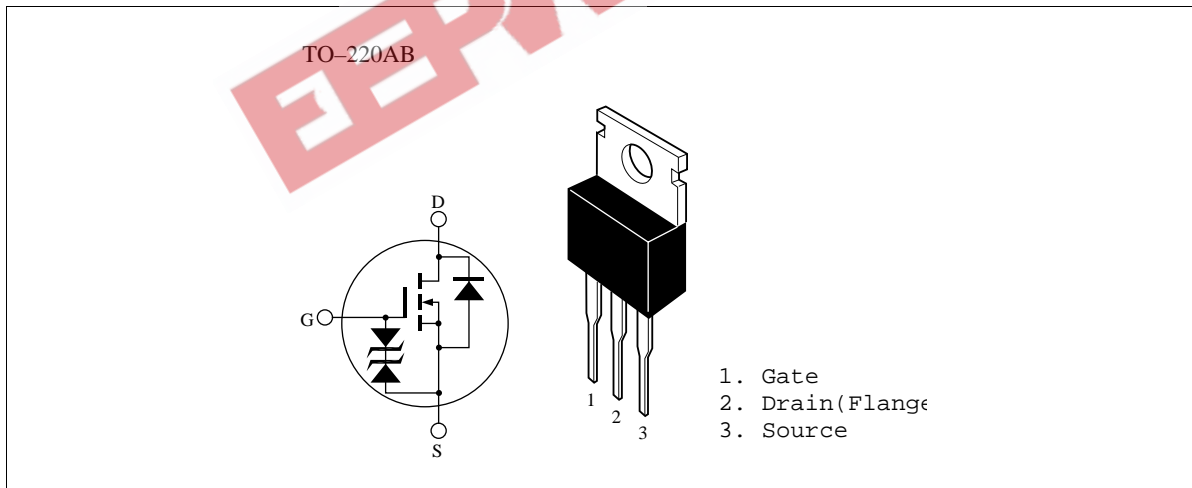 TO–220AB
D
G
S
1
2
3
1. Gate
2. Drain(Flange
3. Source